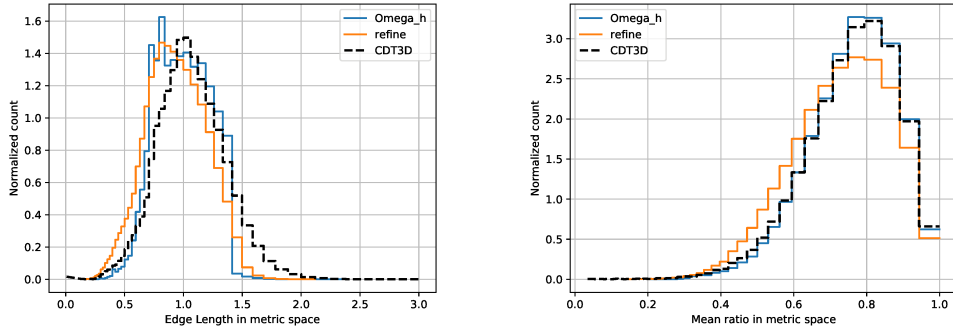 1.6
1.4
1.2
1.0
0.8
0.6
0.4
0.2
0.0
Normalized count
Omega_h
refine
CDT3D
0.0 0.5 1.0 1.5 2.0 2.5 3.0
Edge Length in metric space
3.0
2.5
2.0
1.5
1.0
0.5
0.0
Normalized count
Omega_h
refine
CDT3D
0.0 0.2 0.4 0.6 0.8 1.0
Mean ratio in metric space